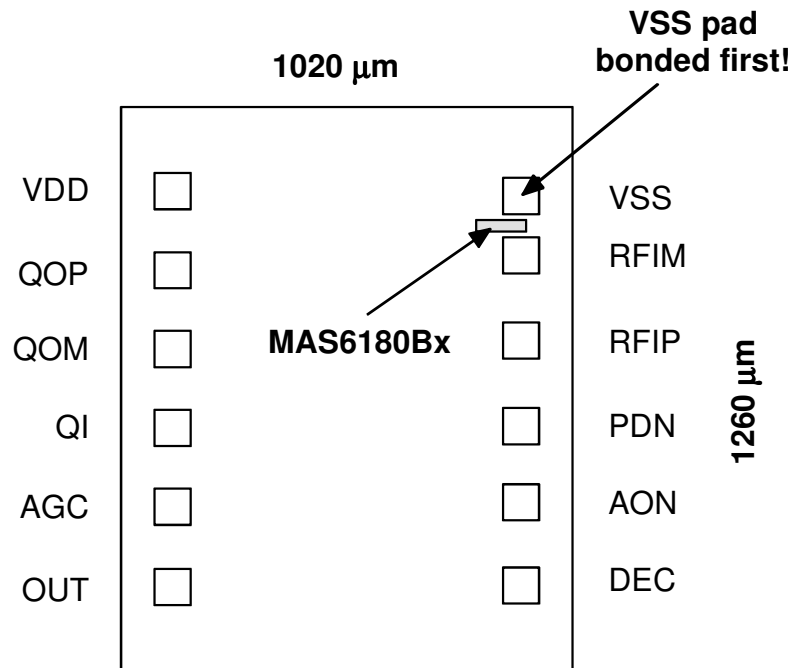 VSS pad
bonded first!
1020 µm
VDD
VSS
QOP
RFIM
QOM
MAS6180Bx
RFIP
1260 µm
QI
PDN
AGC
AON
OUT
DEC